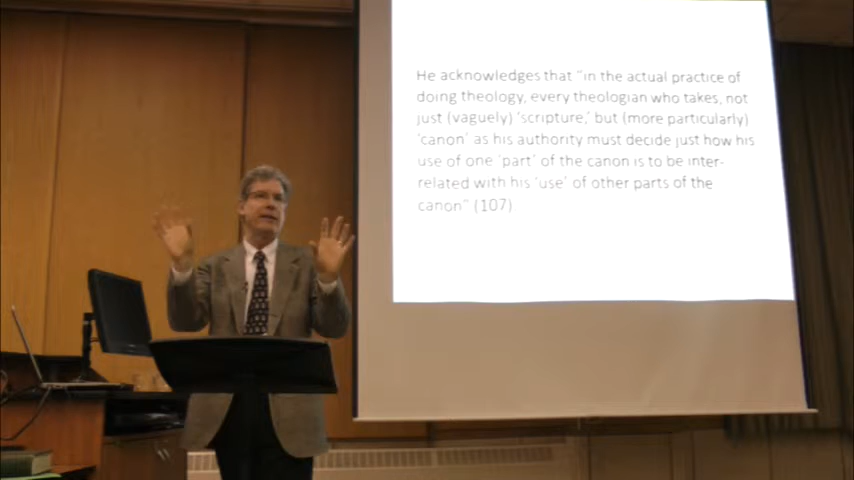 He acknowledges that "in the actual practice of
doing theology, every theologian who takes, not
just (vaguely) 'scripture,' but (more particularly)
'canon' as his authority must decide just how his
use of one 'part' of the canon is to be inter-
related with his 'use' of other parts of the
canon" (107)